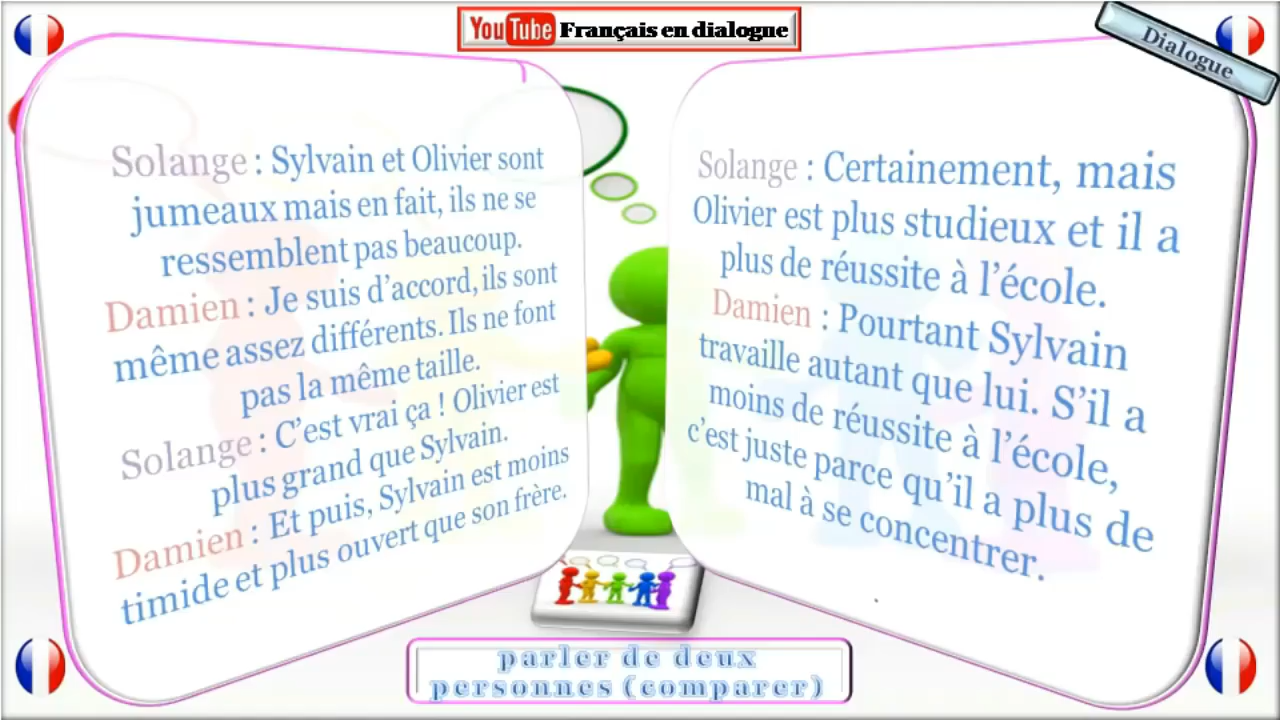 YouTube Français en dialogue
Dialogue
Solange : Sylvain et Olivier sont
jumeaux mais en fait, ils ne se
ressemblent pas beaucoup.
Damien : Je suis d'accord, ils sont
même assez différents. Ils ne font
pas la même taille.
Solange : C'est vrai ça ! Olivier est
plus grand que Sylvain.
Damien : Et puis, Sylvain est moins
timide et plus ouvert que son frère.
Solange : Certainement, mais
Olivier est plus studieux et il a
plus de réussite à l'école.
Damien : Pourtant Sylvain
travaille autant que lui. S'il a
moins de réussite à l'école,
c'est juste parce qu'il a plus de
mal à se concentrer.
parler de deux
personnes (comparer)